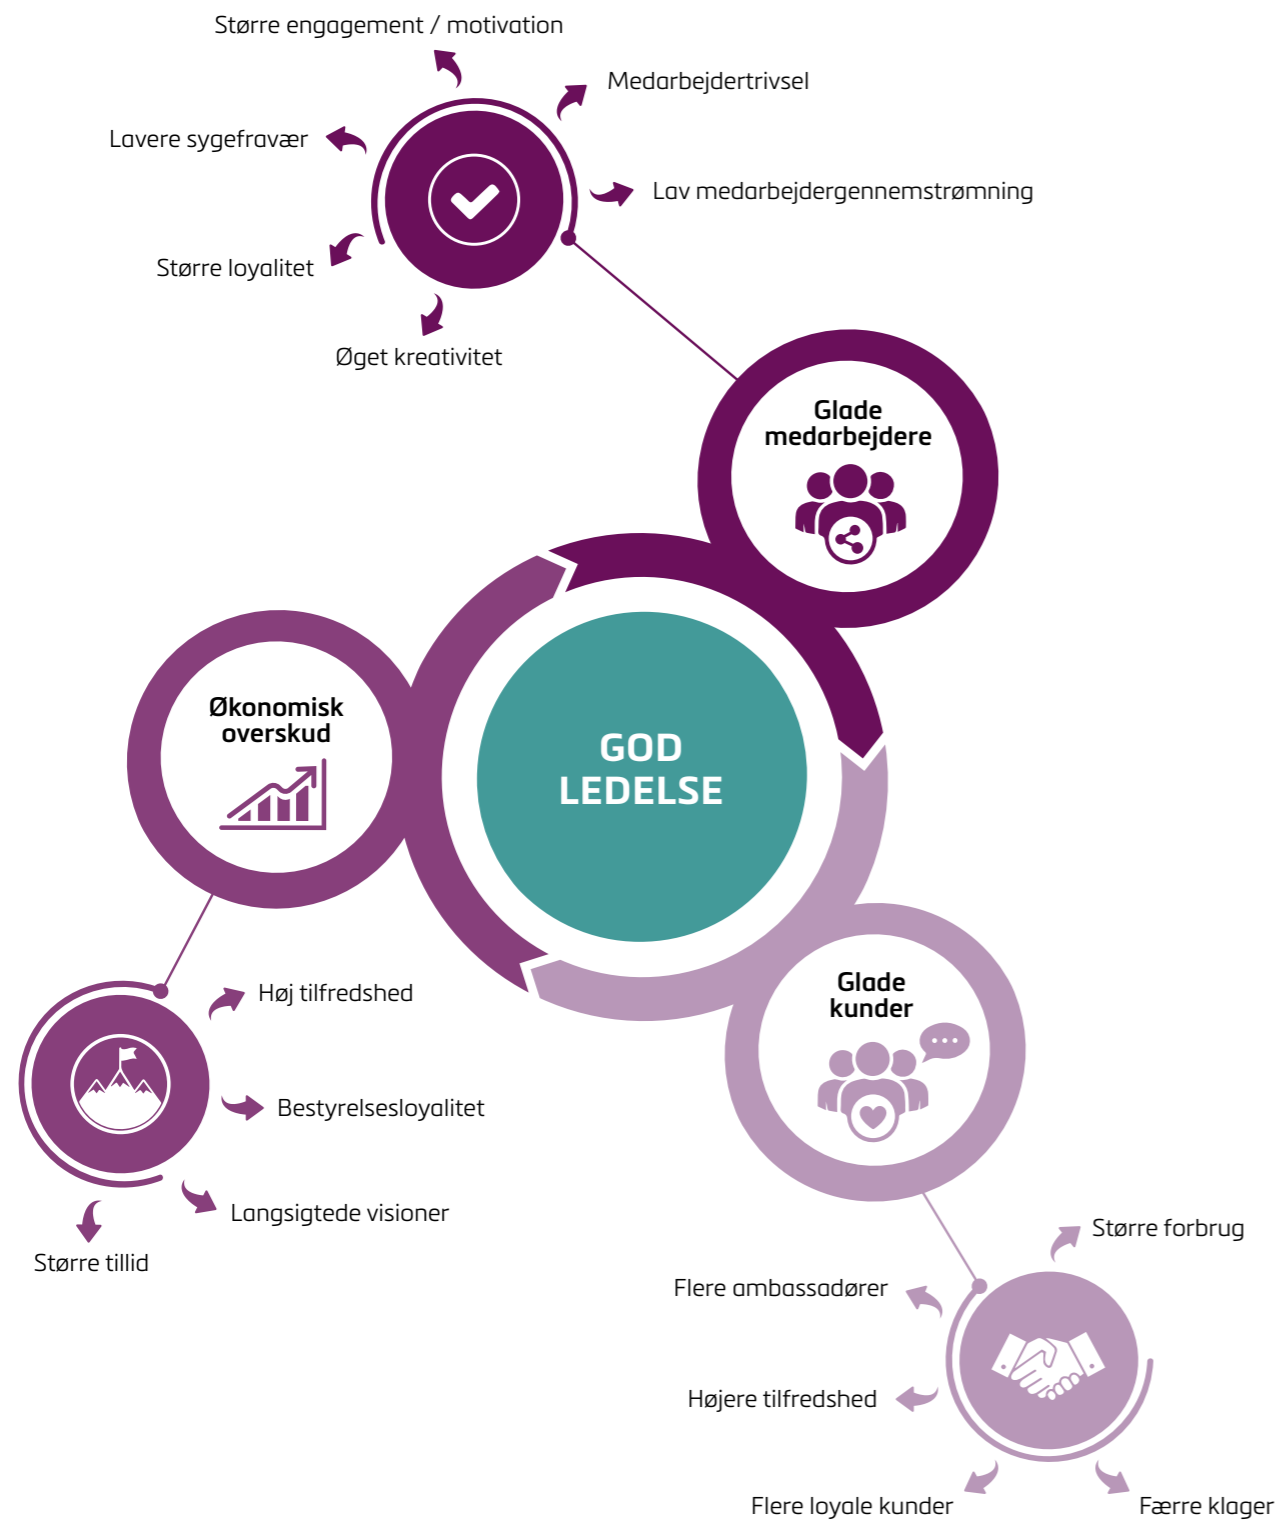 Større engagement / motivation
Medarbejdertrivsel
Lavere sygefravær
Lav medarbejdergennemstrømning
Større loyalitet
Øget kreativitet
Glade
medarbejdere
Økonomisk
overskud
GOD
LEDELSE
Glade
kunder
Høj tilfredshed
Bestyrelsesloyalitet
Langsigtede visioner
Større tillid
Større forbrug
Flere ambassadører
Højere tilfredshed
Flere loyale kunder
Færre klager